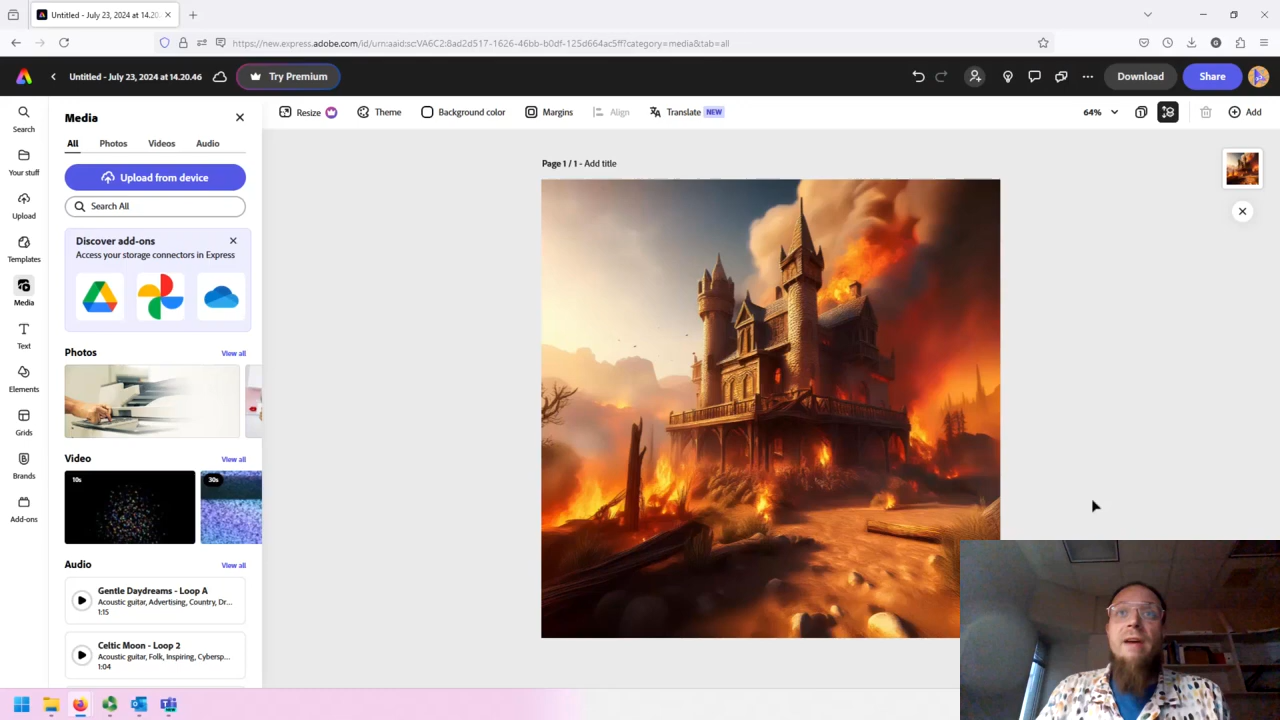 Untitled - July 23, 2024 at 14.20.
https://new.express.adobe.com/id/urn:aaid:sc:VA6C2:8ad2d517-1626-46bb-b0df-125d664ac5ff?category=media&tab=all
Untitled - July 23, 2024 at 14.20.46
Try Premium
Download
Share
Search
Your stuff
Upload
Templates
Media
Text
Elements
Grids
Brands
Add-ons
Media
All Photos Videos Audio
Upload from device
Search All
Discover add-ons
Access your storage connectors in Express
Photos View all
Video View all
10s 30s
Audio View all
Gentle Daydreams - Loop A
Acoustic guitar, Advertising, Country, Dr...
1:15
Celtic Moon - Loop 2
Acoustic guitar, Folk, Inspiring, Cybersp...
1:04
Resize Theme Background color Margins Align Translate NEW
64% Add
Page 1 / 1 - Add title